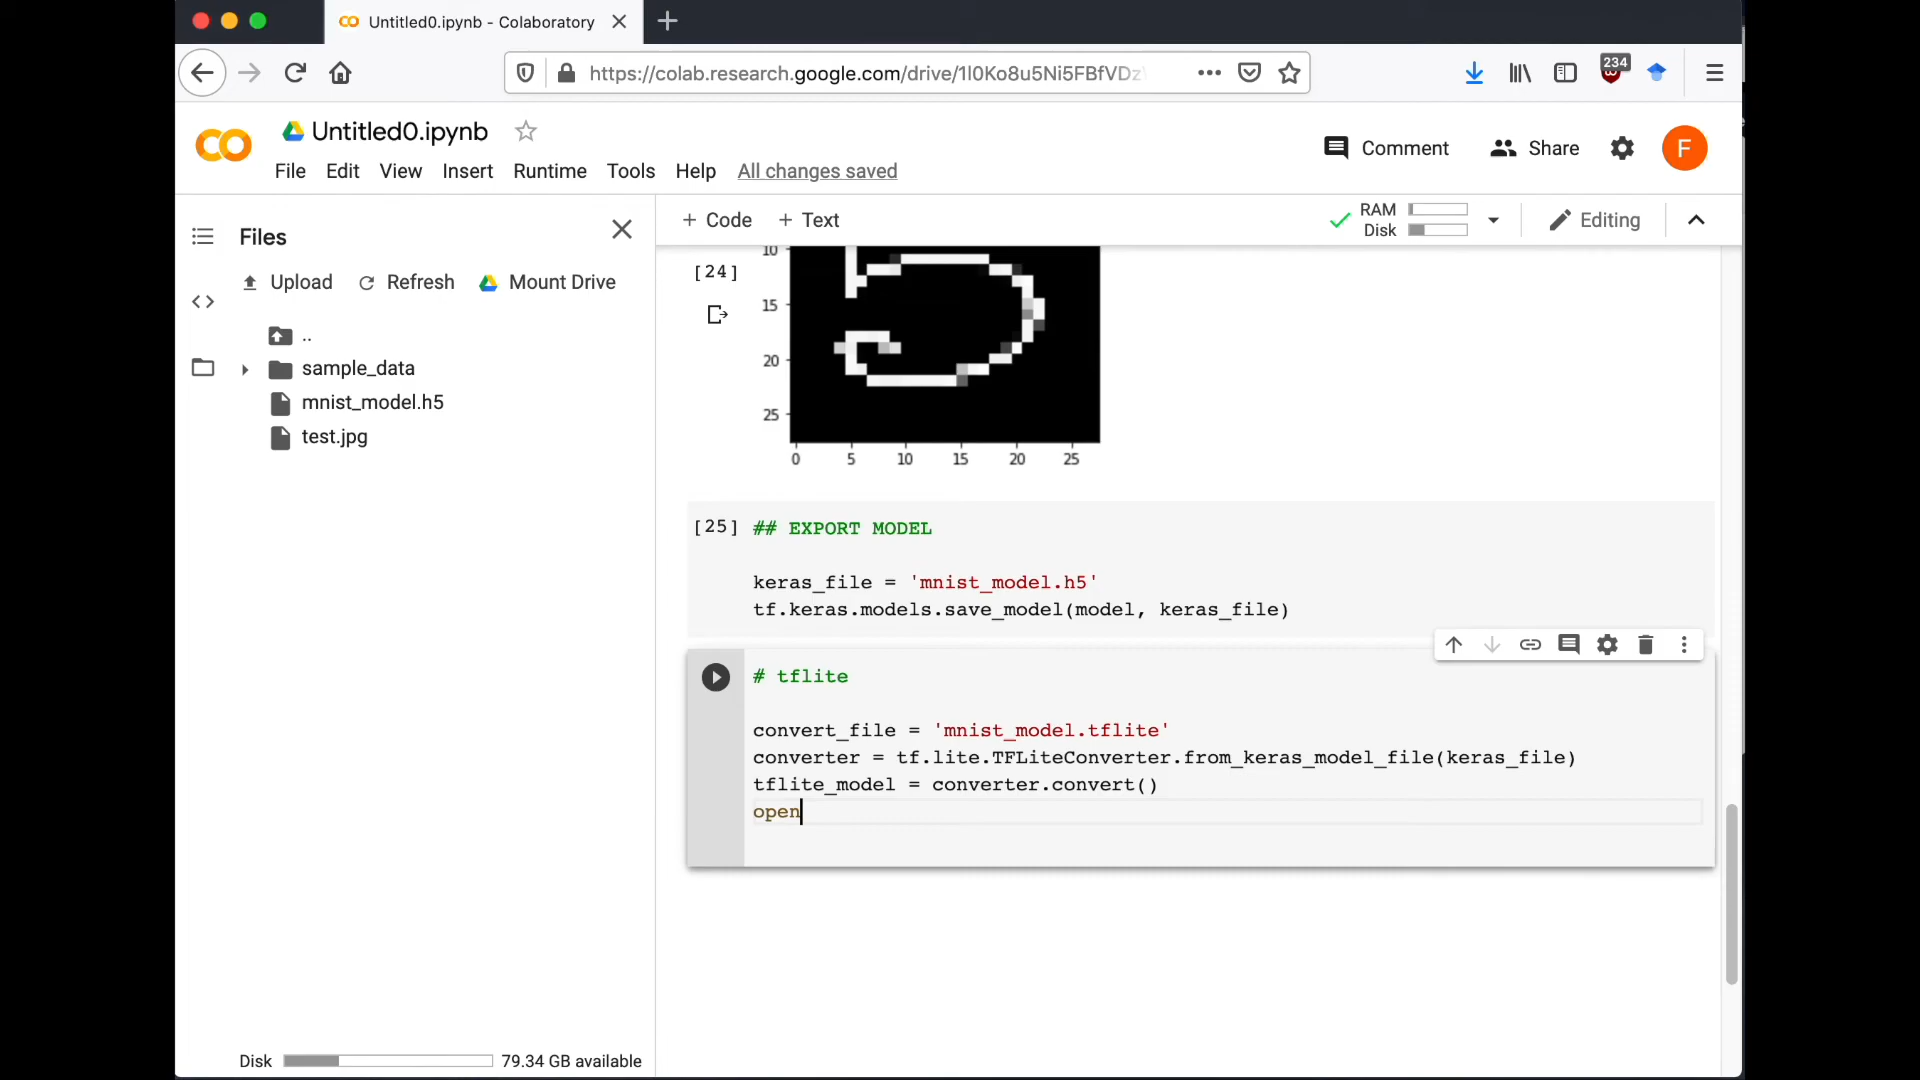 Untitled0.ipynb - Colaboratory
https://colab.research.google.com/drive/1l0Ko8u5Ni5FBfVDz
234
Untitled0.ipynb
File Edit View Insert Runtime Tools Help All changes saved
Comment Share F
Files
Upload Refresh Mount Drive
..
sample_data
mnist_model.h5
test.jpg
Disk 79.34 GB available
+ Code + Text
RAM
Disk
Editing
[24]
10
15
20
25
0 5 10 15 20 25
[25] ## EXPORT MODEL
keras_file = 'mnist_model.h5'
tf.keras.models.save_model(model, keras_file)
# tflite
convert_file = 'mnist_model.tflite'
converter = tf.lite.TFLiteConverter.from_keras_model_file(keras_file)
tflite_model = converter.convert()
open